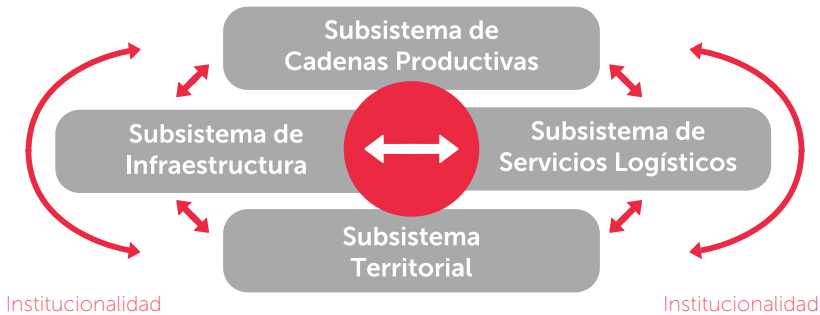 Subsistema de
Cadenas Productivas
Subsistema de
Infraestructura
Subsistema de
Servicios Logísticos
Subsistema
Territorial
Institucionalidad
Institucionalidad